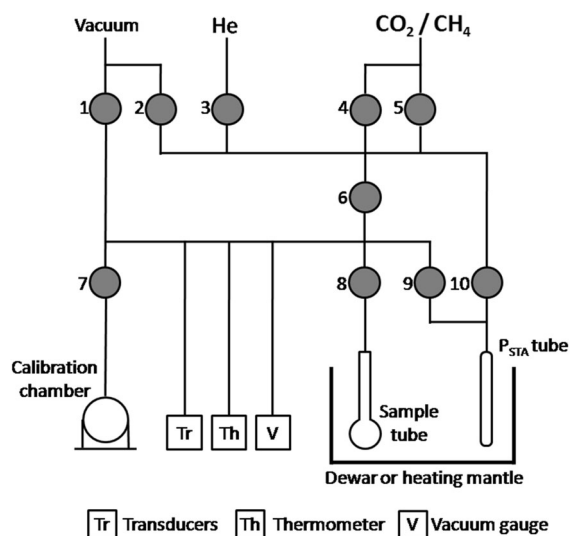 Vacuum He CO₂ / CH₄
1 2 3 4 5
6
7 8 9 10
Calibration
chamber
P_STA tube
Sample
tube
Tr Th V
Dewar or heating mantle
Tr Transducers Th Thermometer V Vacuum gauge